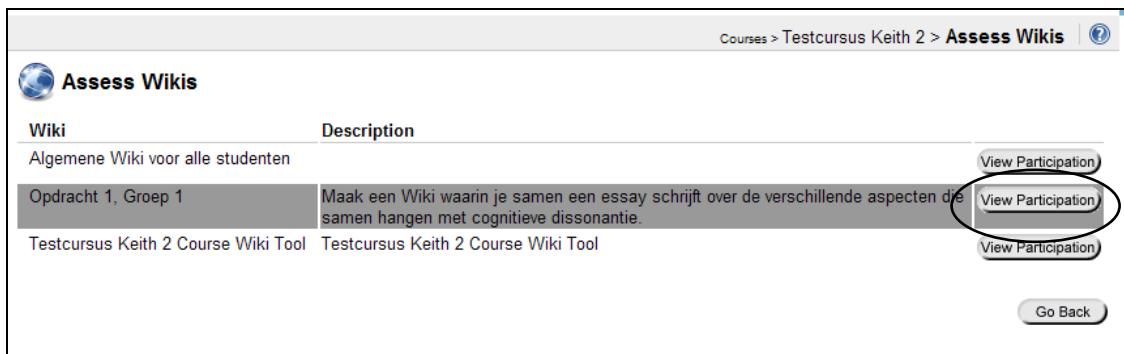 Courses > Testcursus Keith 2 > Assess Wikis ?
Assess Wikis
Wiki Description
Algemene Wiki voor alle studenten View Participation
Opdracht 1, Groep 1 Maak een Wiki waarin je samen een essay schrijft over de verschillende aspecten die View Participation
samen hangen met cognitieve dissonantie.
Testcursus Keith 2 Course Wiki Tool Testcursus Keith 2 Course Wiki Tool View Participation
Go Back